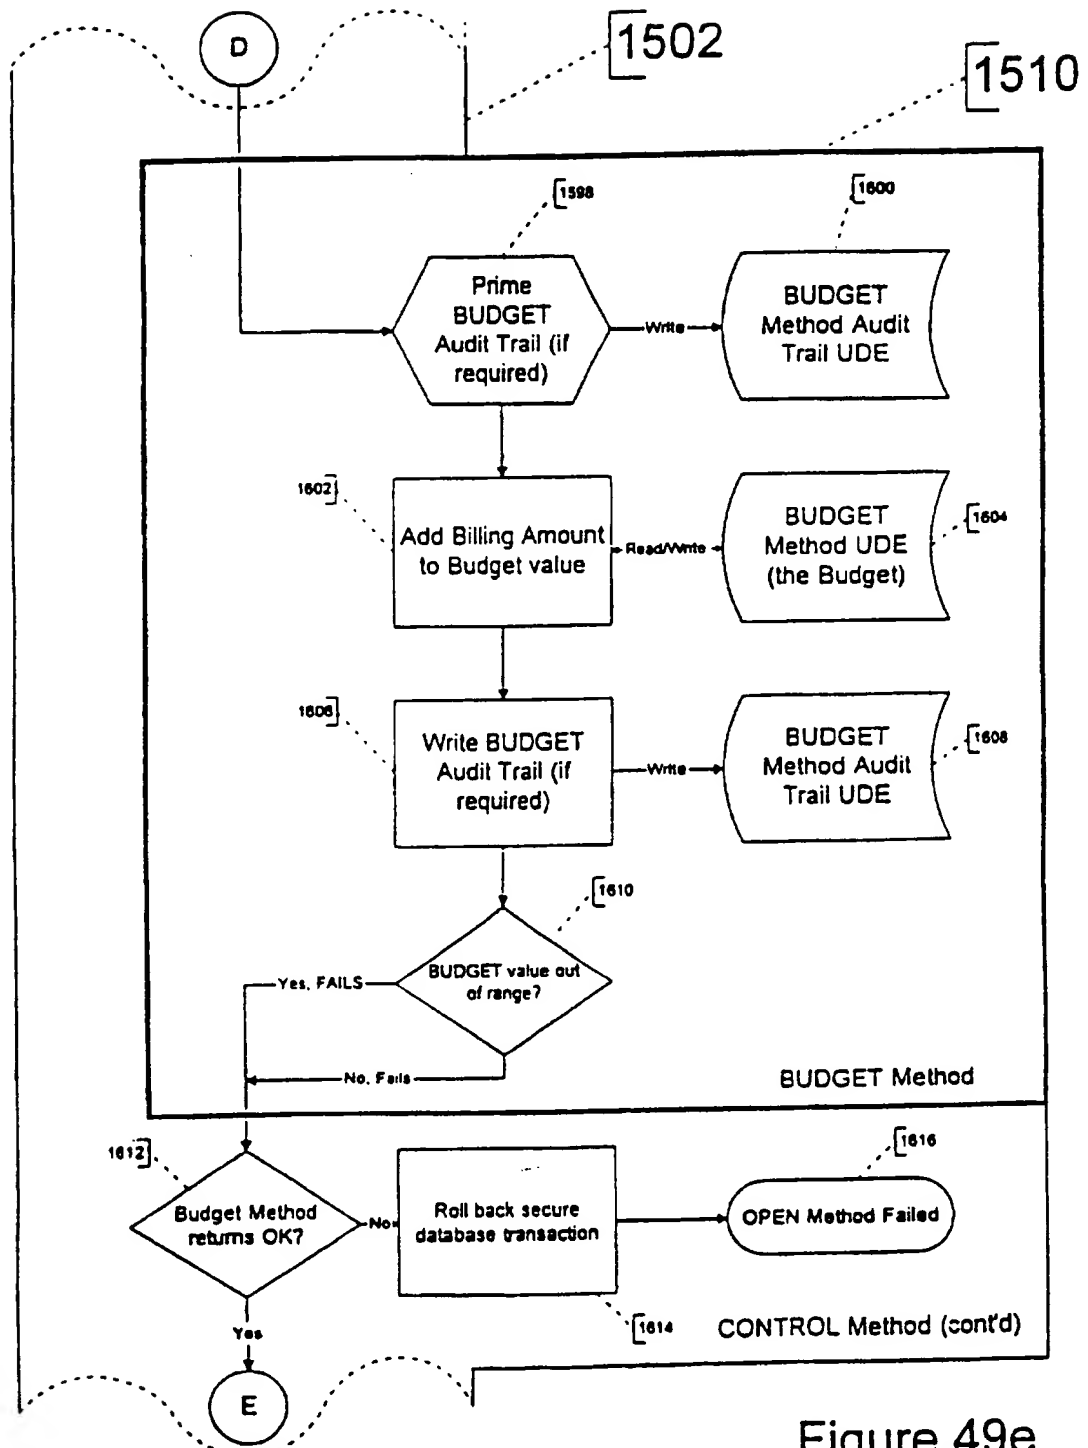 D
1502
1510
1598
1600
Prime
BUDGET
Audit Trail (if
required)
Write
BUDGET
Method Audit
Trail UDE
1602
Add Billing Amount
to Budget value
Read/Write
BUDGET
Method UDE
(the Budget)
1604
1606
Write BUDGET
Audit Trail (if
required)
Write
BUDGET
Method Audit
Trail UDE
1608
1610
BUDGET value out
of range?
Yes, FAILS
No, Fails
BUDGET Method
1612
Budget Method
returns OK?
No
Roll back secure
database transaction
1616
OPEN Method Failed
1614
CONTROL Method (cont'd)
Yes
E
Figure 49e